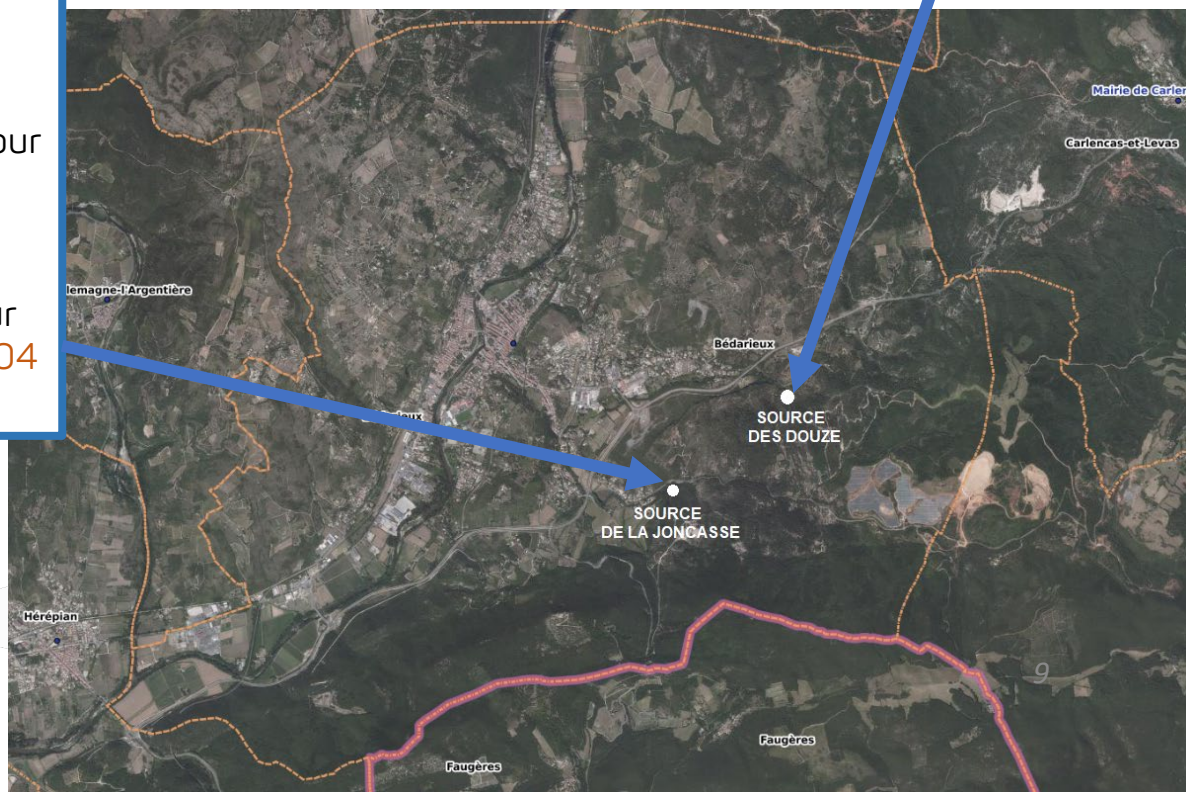 our
ur
04
Mairie de Carlen
Carlencas-et-Levas
lemagne-l'Argentière
Bédarieux
SOURCE
DES DOUZE
SOURCE
DE LA JONCASSE
Hérépian
9
Faugères
Faugères